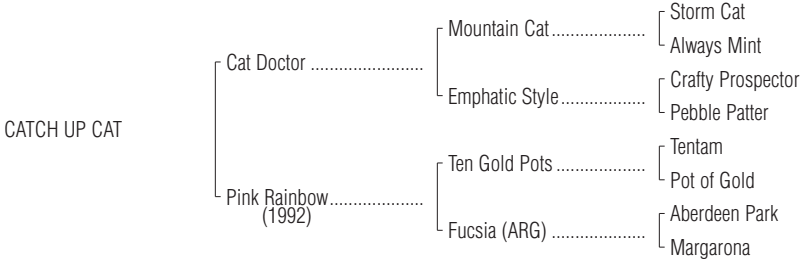 Storm Cat
Mountain Cat.....................
Always Mint
Cat Doctor .........................
Crafty Prospector
Emphatic Style...................
Pebble Patter
CATCH UP CAT
Tentam
Ten Gold Pots ....................
Pot of Gold
Pink Rainbow.....................
(1992)
Aberdeen Park
Fucsia (ARG) .....................
Margarona